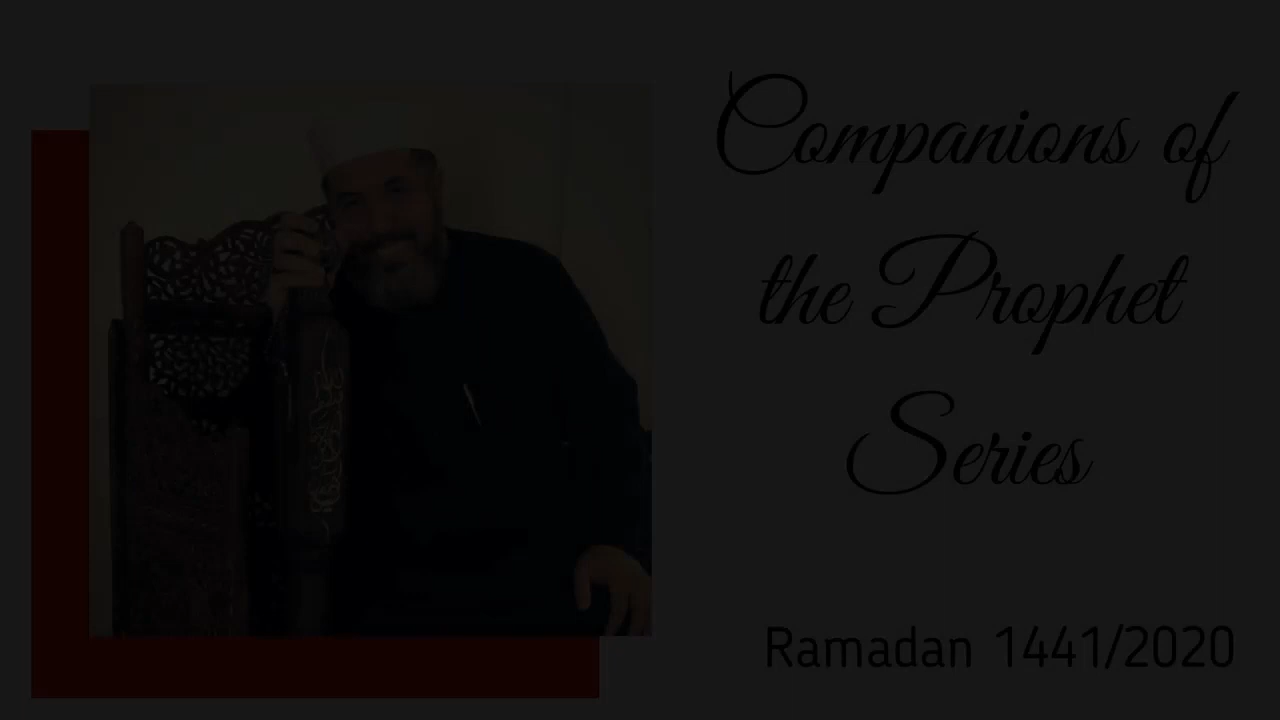 Companions of
the Prophet
Series
Ramadan 1441/2020